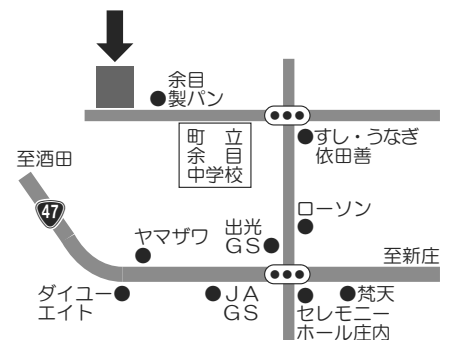 余目
製パン
町立
余目
中学校
すし・うなぎ
依田善
至酒田
47
ローソン
出光
GS
ヤマザワ
至新庄
ダイユー
エイト
JA
GS
梵天
セレモニー
ホール庄内